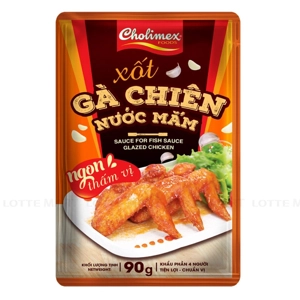 Cholimex
FOODS
xốt
GÀ CHIÊN
NƯỚC MẮM
SAUCE FOR FISH SAUCE
GLAZED CHICKEN
ngon
thấm vị
KHỐI LƯỢNG TỊNH
NETWEIGHT
90g
KHẨU PHẦN 4 NGƯỜI
TIỆN LỢI - CHUẨN VỊ
LOTTE M